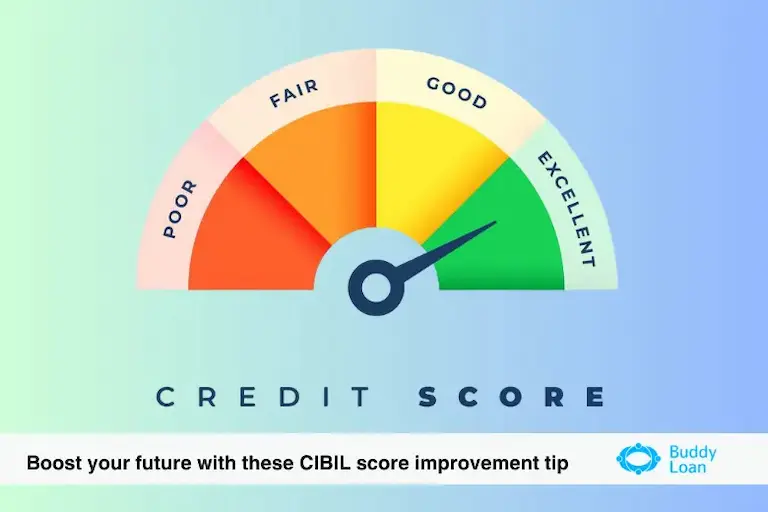 POOR
FAIR
GOOD
EXCELLENT
CREDIT SCORE
Boost your future with these CIBIL score improvement tip
Buddy
Loan